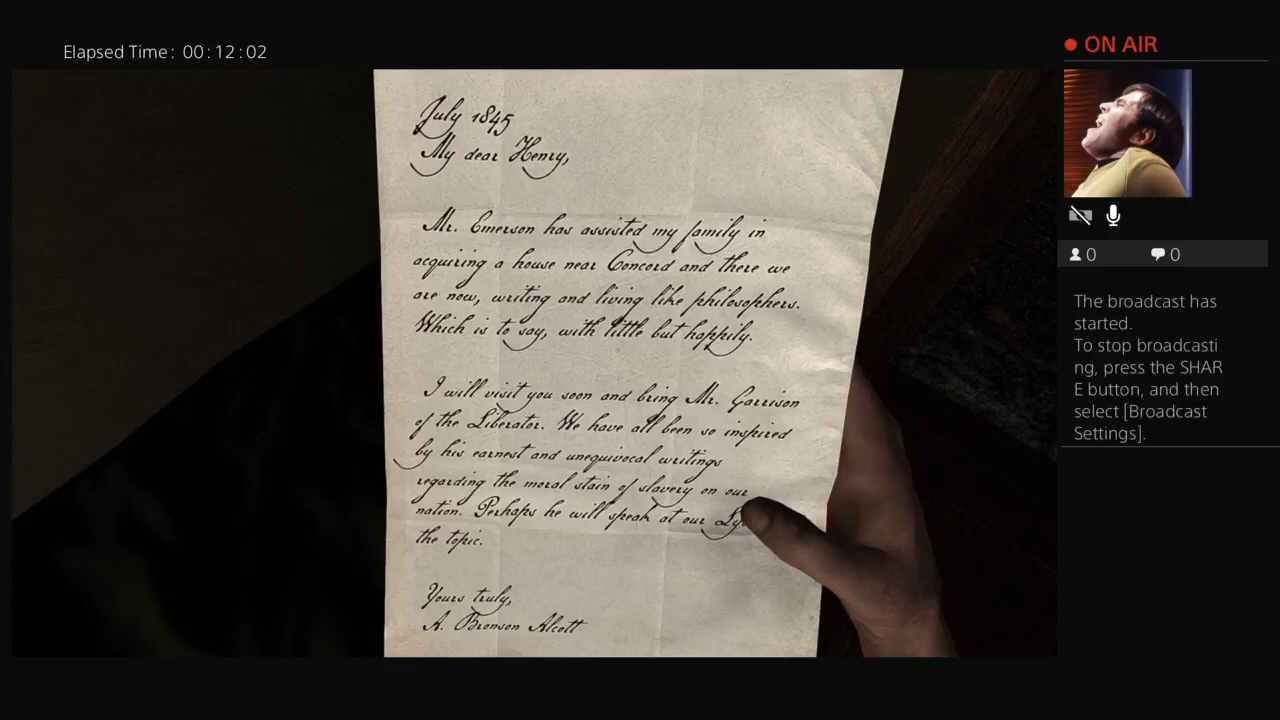 Elapsed Time: 00:12:02
ON AIR
July 1845
My dear Henry,
Mr. Emerson has assisted my family in
acquiring a house near Concord and there we
are now, writing and living like philosophers.
Which is to say, with little but happily.
I will visit you soon and bring Mr. Garrison
of the Liberator. We have all been so inspired
by his earnest and unequivocal writings
regarding the moral stain of slavery on our
nation. Perhaps he will speak at our
the topic.
Yours truly,
A. Bronson Alcott
0 0
The broadcast has
started.
To stop broadcasti
ng, press the SHAR
E button, and then
select [Broadcast
Settings].